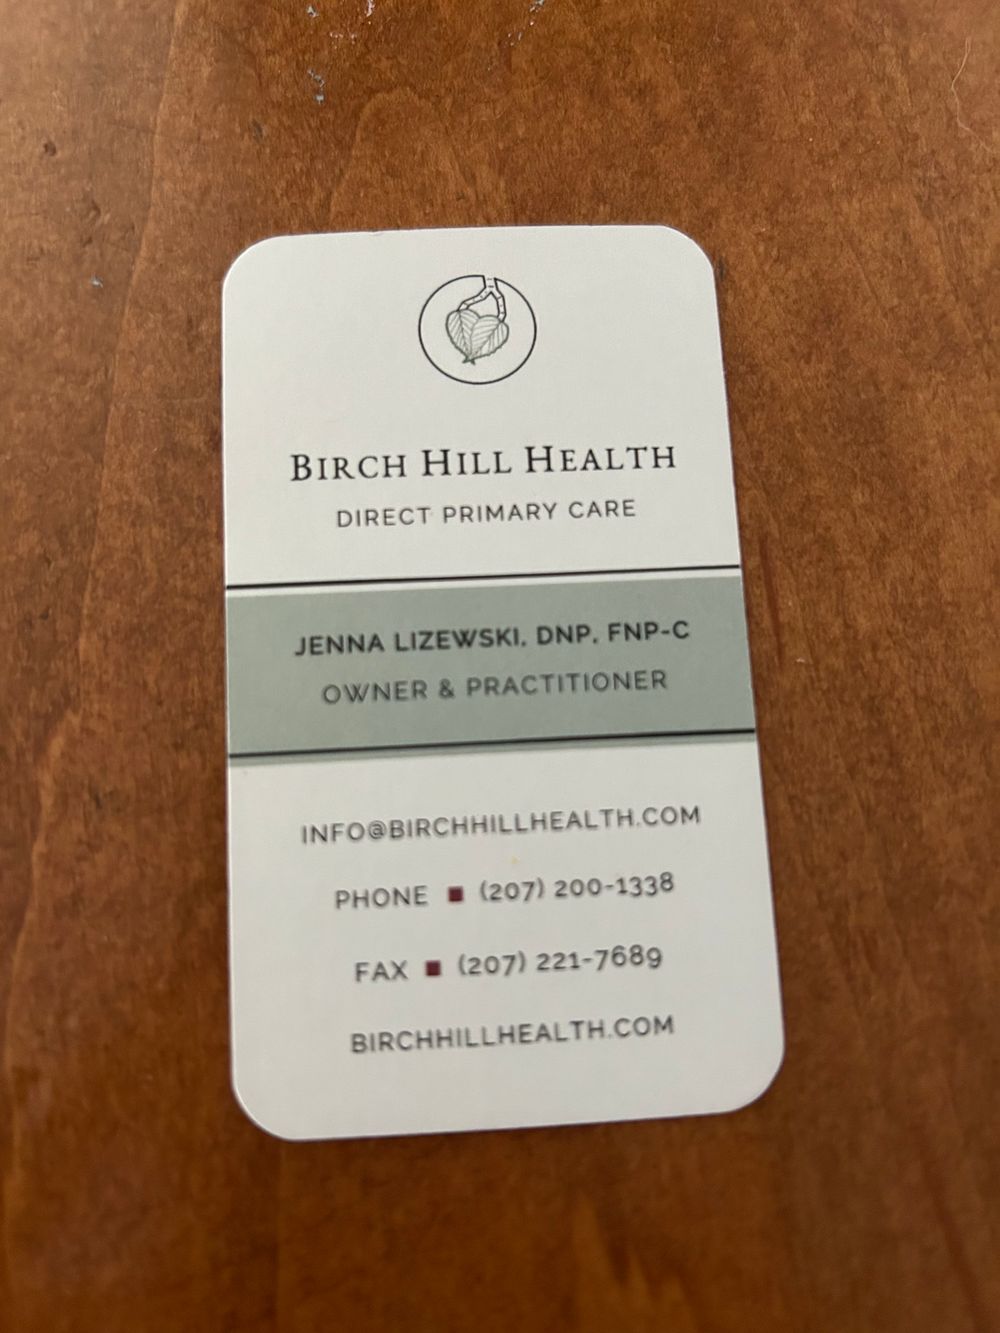 BIRCH HILL HEALTH
DIRECT PRIMARY CARE
JENNA LIZEWSKI, DNP, FNP-C
OWNER & PRACTITIONER
INFO@BIRCHHILLHEALTH.COM
PHONE ■ (207) 200-1338
FAX ■ (207) 221-7689
BIRCHHILLHEALTH.COM